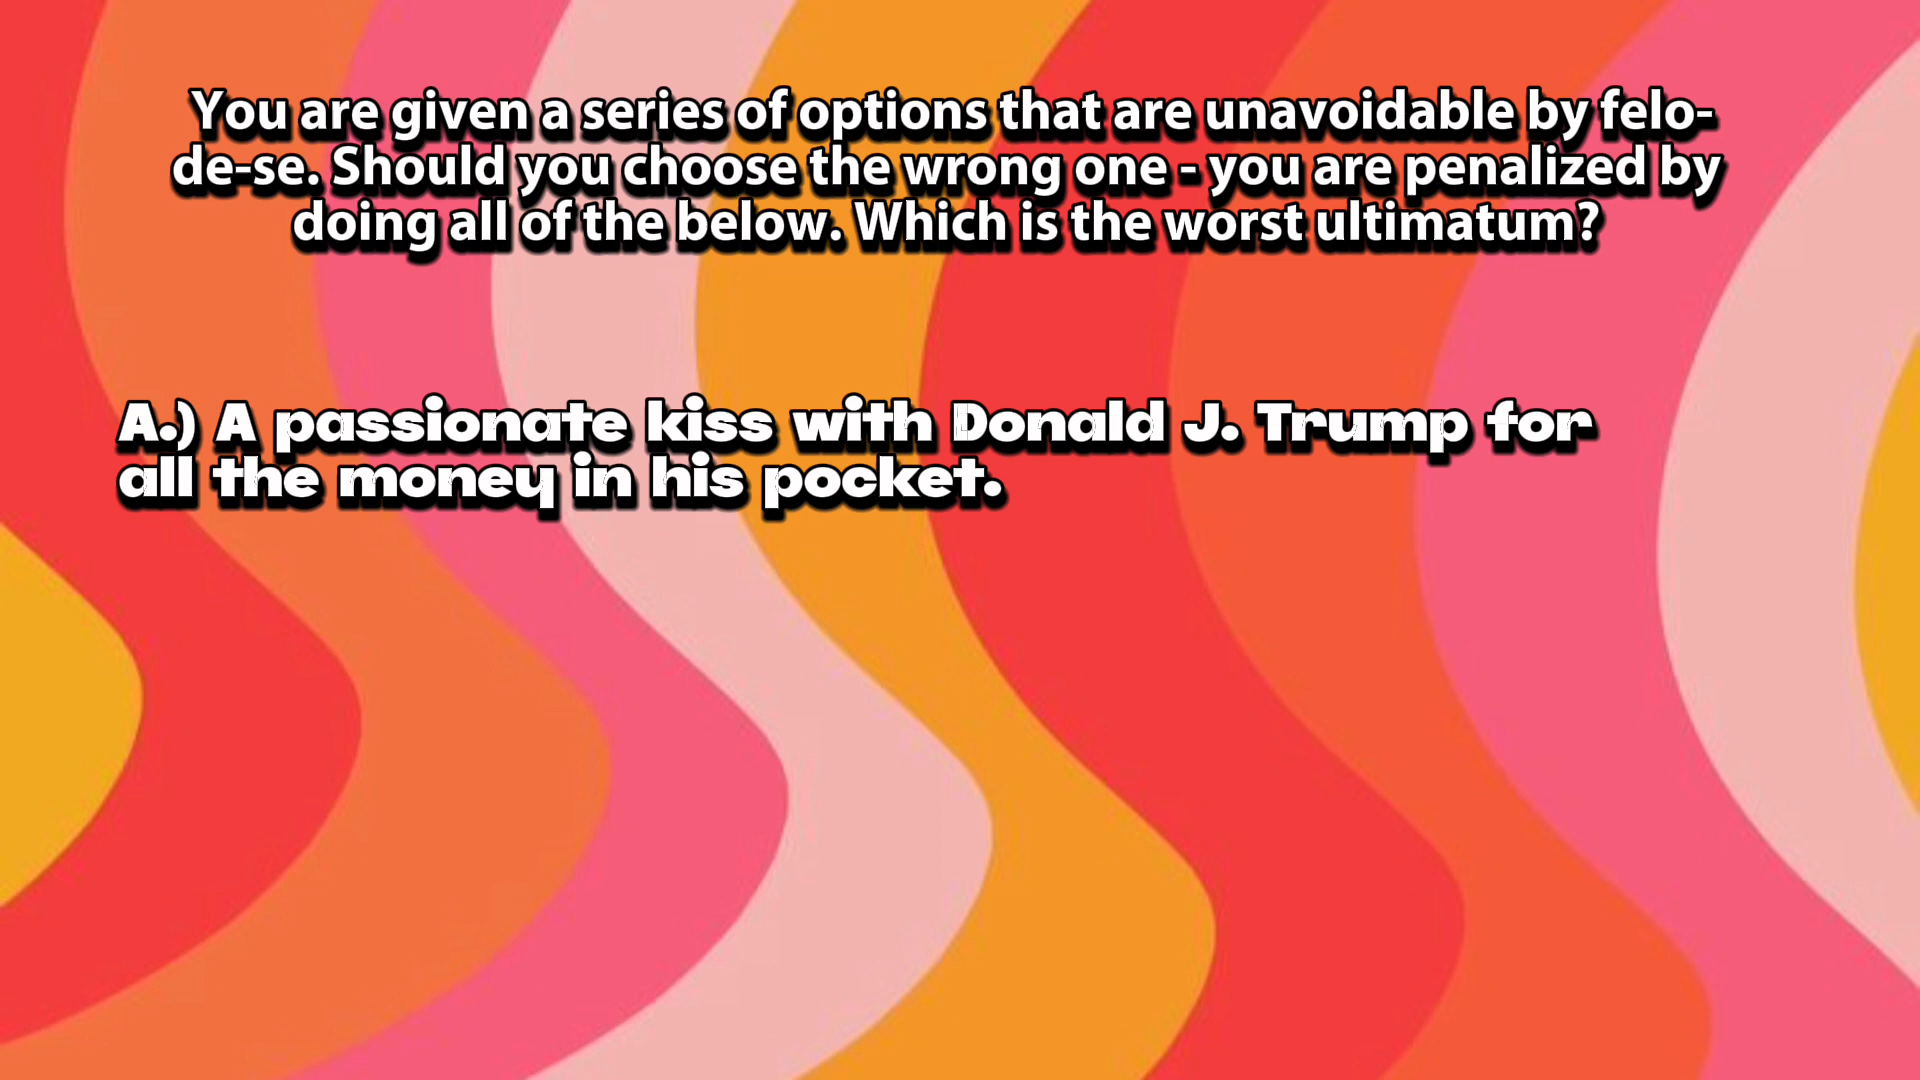 You are given a series of options that are unavoidable by felo-
de-se. Should you choose the wrong one - you are penalized by
doing all of the below. Which is the worst ultimatum?
A.) A passionate kiss with Donald J. Trump for
all the money in his pocket.